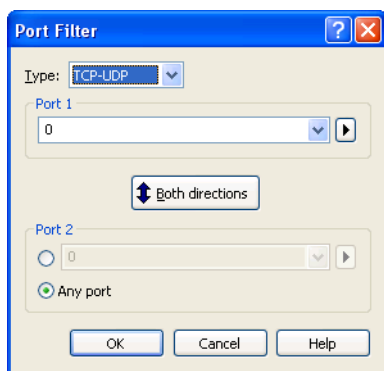 Port Filter
Type: TCP-UDP
Port 1
0
Both directions
Port 2
0
Any port
OK Cancel Help